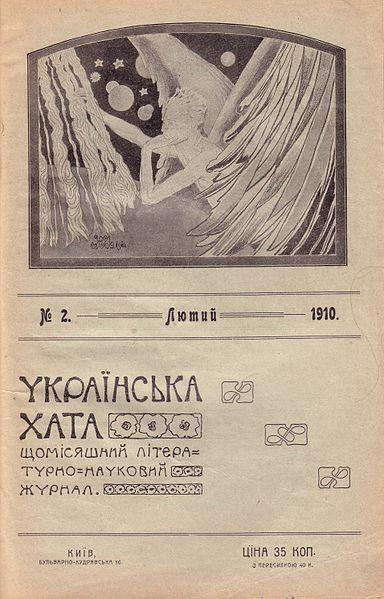 № 2. Лютий 1910.
УКРАЇНСЬКА
ХАТА
ЩОМІСЯШНИЙ ЛІТЕРА=
ТУРНО=НАУКОВИЙ
ЖУРНАЛ.
КИЇВ, ЦІНА 35 КОП.
БУЛЬВАРНО-КУДРЯВСЬКА 16. З ПЕРЕСИЛКОЮ 40 К.